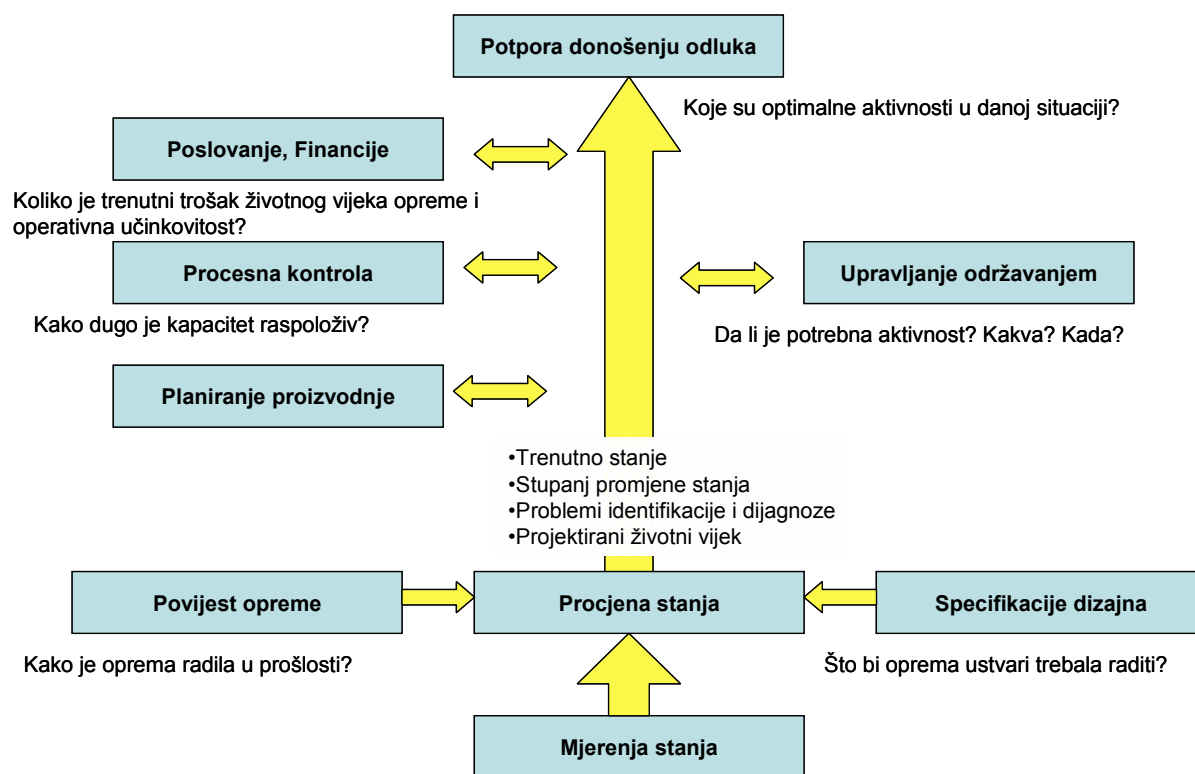 Potpora donošenju odluka
Koje su optimalne aktivnosti u danoj situaciji?
Poslovanje, Financije
Koliko je trenutni trošak životnog vijeka opreme i
operativna učinkovitost?
Procesna kontrola
Upravljanje održavanjem
Kako dugo je kapacitet raspoloživ?
Da li je potrebna aktivnost? Kakva? Kada?
Planiranje proizvodnje
•Trenutno stanje
•Stupanj promjene stanja
•Problemi identifikacije i dijagnoze
•Projektirani životni vijek
Povijest opreme
Procjena stanja
Specifikacije dizajna
Kako je oprema radila u prošlosti?
Što bi oprema ustvari trebala raditi?
Mjerenja stanja